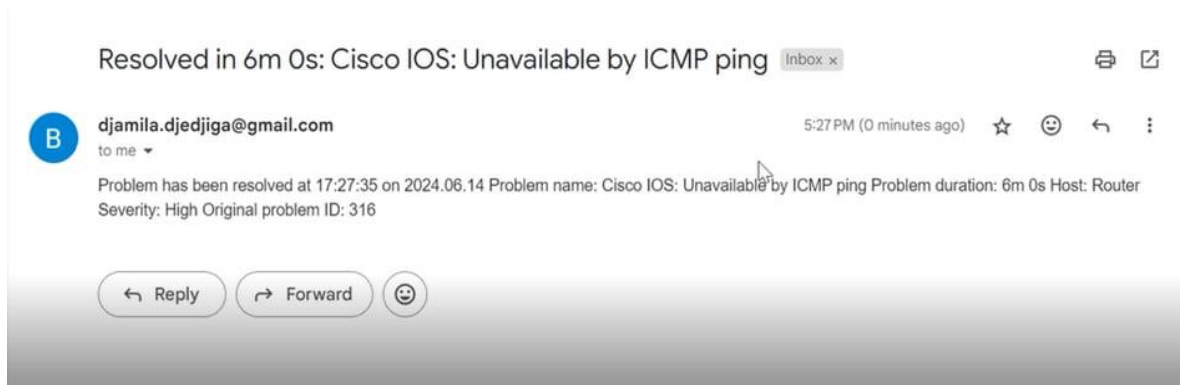 Resolved in 6m 0s: Cisco IOS: Unavailable by ICMP ping Inbox ×
B
djamila.djedjiga@gmail.com 5:27 PM (0 minutes ago)
to me
Problem has been resolved at 17:27:35 on 2024.06.14 Problem name: Cisco IOS: Unavailable by ICMP ping Problem duration: 6m 0s Host: Router
Severity: High Original problem ID: 316
Reply Forward